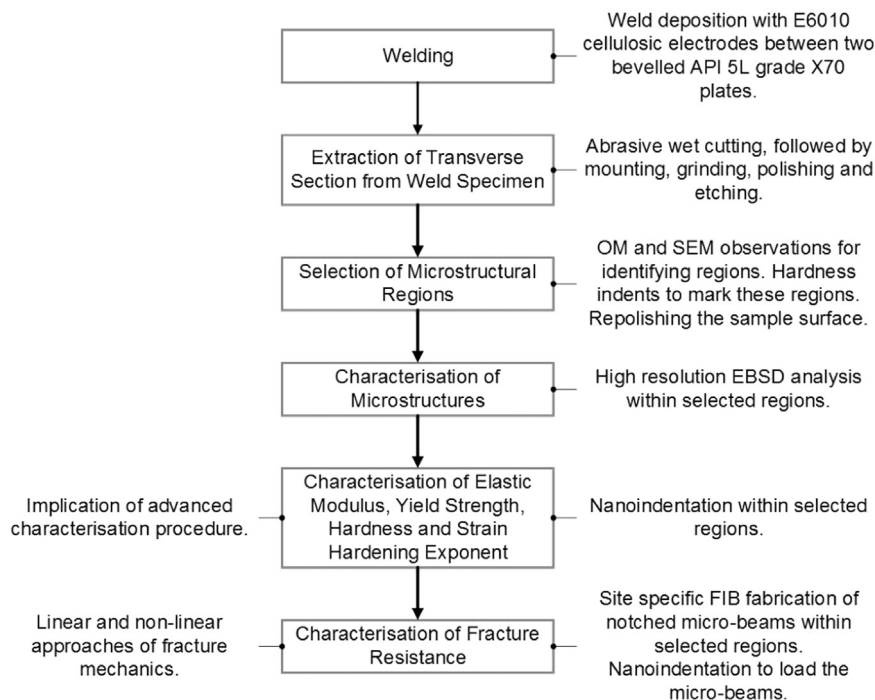 Welding
Weld deposition with E6010
cellulosic electrodes between two
bevelled API 5L grade X70
plates.
Extraction of Transverse
Section from Weld Specimen
Abrasive wet cutting, followed by
mounting, grinding, polishing and
etching.
Selection of Microstructural
Regions
OM and SEM observations for
identifying regions. Hardness
indents to mark these regions.
Repolishing the sample surface.
Characterisation of
Microstructures
High resolution EBSD analysis
within selected regions.
Implication of advanced
characterisation procedure.
Characterisation of Elastic
Modulus, Yield Strength,
Hardness and Strain
Hardening Exponent
Nanoindentation within selected
regions.
Linear and non-linear
approaches of fracture
mechanics.
Characterisation of Fracture
Resistance
Site specific FIB fabrication of
notched micro-beams within
selected regions.
Nanoindentation to load the
micro-beams.